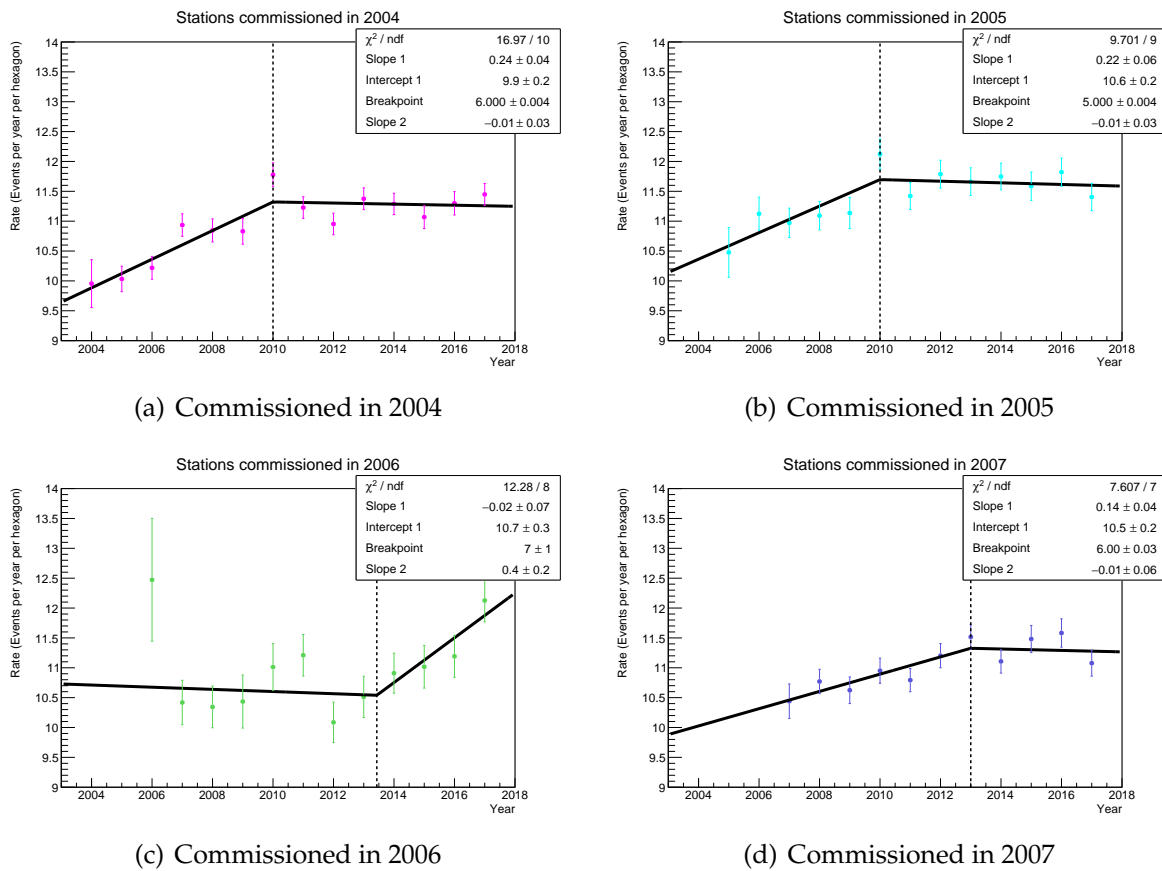 Stations commissioned in 2004
χ² / ndf 16.97 / 10
Slope 1 0.24 ± 0.04
Intercept 1 9.9 ± 0.2
Breakpoint 6.000 ± 0.004
Slope 2 −0.01 ± 0.03
Rate (Events per year per hexagon)
14
13.5
13
12.5
12
11.5
11
10.5
10
9.5
9
2004 2006 2008 2010 2012 2014 2016 2018
Year
(a) Commissioned in 2004
Stations commissioned in 2005
χ² / ndf 9.701 / 9
Slope 1 0.22 ± 0.06
Intercept 1 10.6 ± 0.2
Breakpoint 5.000 ± 0.004
Slope 2 −0.01 ± 0.03
Rate (Events per year per hexagon)
14
13.5
13
12.5
12
11.5
11
10.5
10
9.5
9
2004 2006 2008 2010 2012 2014 2016 2018
Year
(b) Commissioned in 2005
Stations commissioned in 2006
χ² / ndf 12.28 / 8
Slope 1 −0.02 ± 0.07
Intercept 1 10.7 ± 0.3
Breakpoint 7 ± 1
Slope 2 0.4 ± 0.2
Rate (Events per year per hexagon)
14
13.5
13
12.5
12
11.5
11
10.5
10
9.5
9
2004 2006 2008 2010 2012 2014 2016 2018
Year
(c) Commissioned in 2006
Stations commissioned in 2007
χ² / ndf 7.607 / 7
Slope 1 0.14 ± 0.04
Intercept 1 10.5 ± 0.2
Breakpoint 6.00 ± 0.03
Slope 2 −0.01 ± 0.06
Rate (Events per year per hexagon)
14
13.5
13
12.5
12
11.5
11
10.5
10
9.5
9
2004 2006 2008 2010 2012 2014 2016 2018
Year
(d) Commissioned in 2007